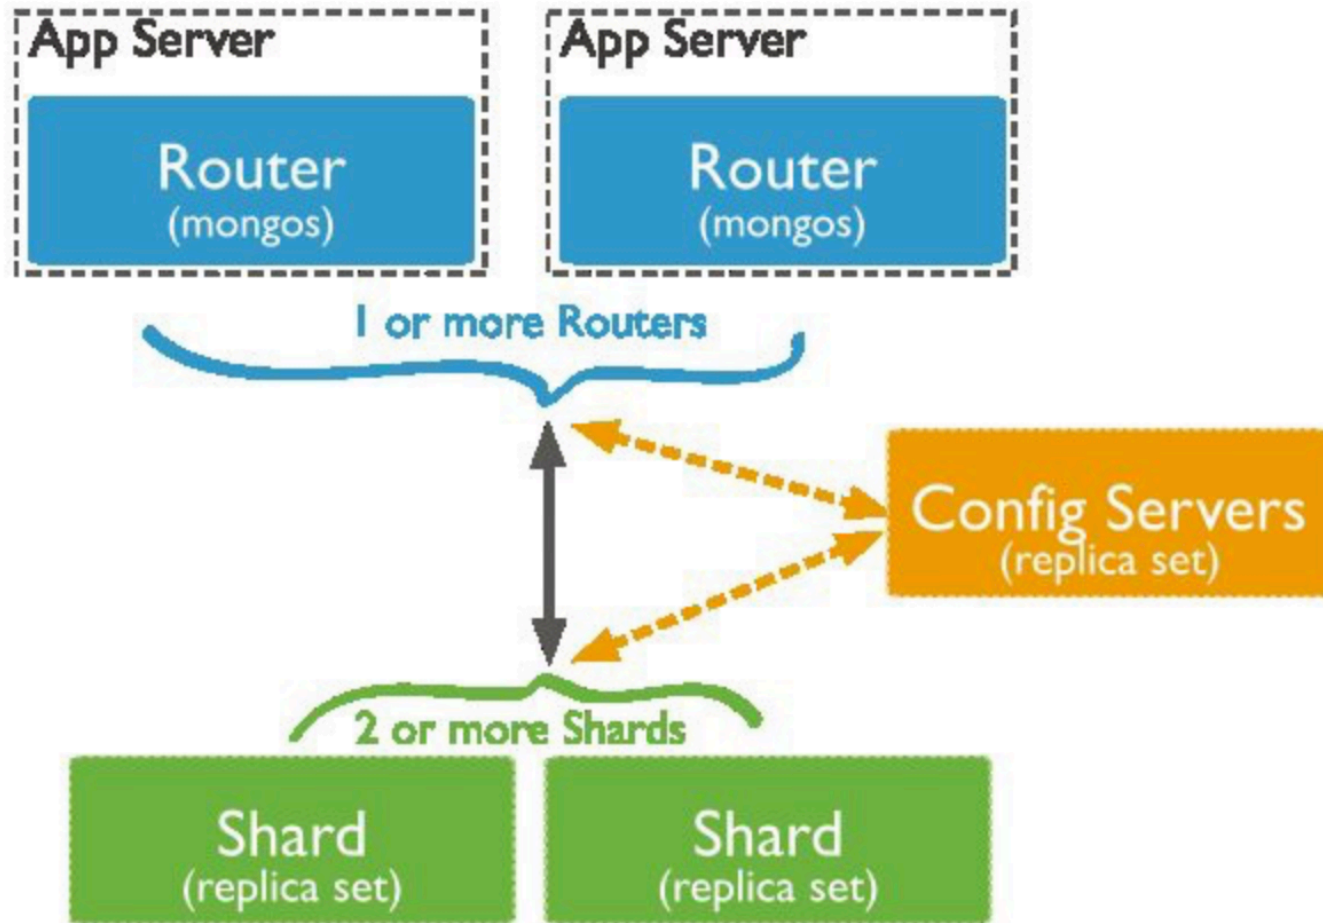 App Server
App Server
Router
(mongos)
Router
(mongos)
1 or more Routers
Config Servers
(replica set)
2 or more Shards
Shard
(replica set)
Shard
(replica set)